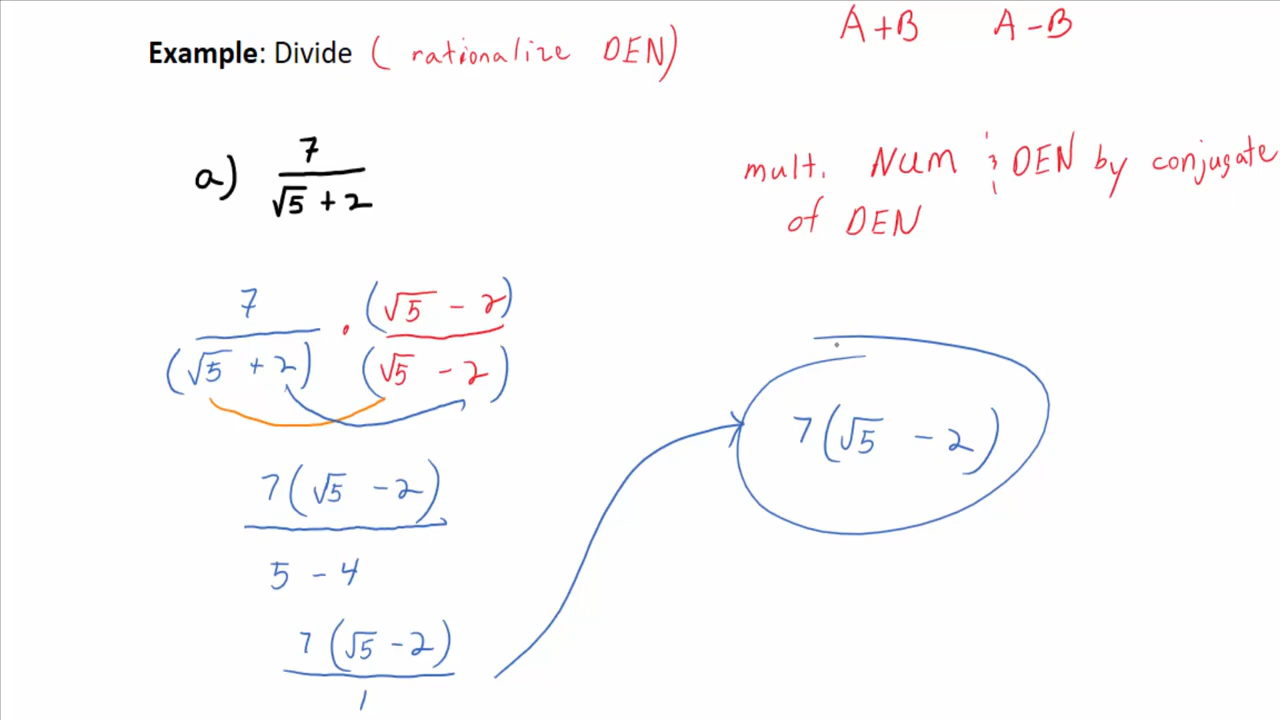 A+B A-B
Example: Divide ( rationalize DEN)
mult. NUM & DEN by conjugate
of DEN
a) 7
√5 + 2
7 · (√5 - 2)
(√5 + 2) (√5 - 2)
7(√5 - 2)
5 - 4
7(√5 - 2)
1
7(√5 - 2)